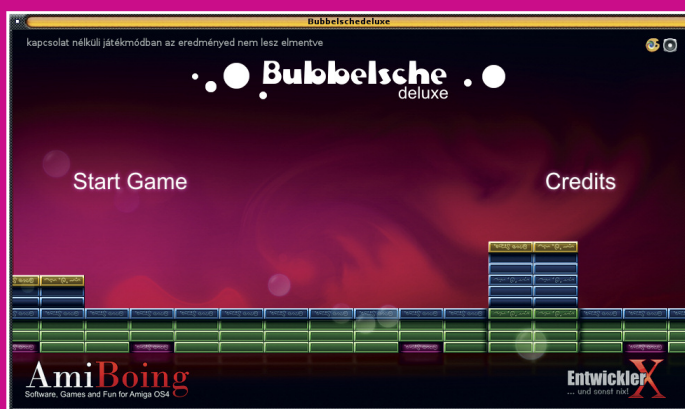 Bubbelschedeluxe
kapcsolat nélküli játékmódban az eredményed nem lesz elmentve
Bubbelsche
deluxe
Start Game
Credits
AmiBoing
Software, Games and Fun for Amiga OS4
EntwicklerX
... und sonst nix!